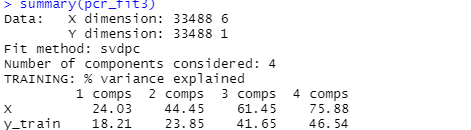 > summary(pcr_fit3)
Data: X dimension: 33488 6
Y dimension: 33488 1
Fit method: svdpc
Number of components considered: 4
TRAINING: % variance explained
1 comps 2 comps 3 comps 4 comps
X 24.03 44.45 61.45 75.88
y_train 18.21 23.85 41.65 46.54